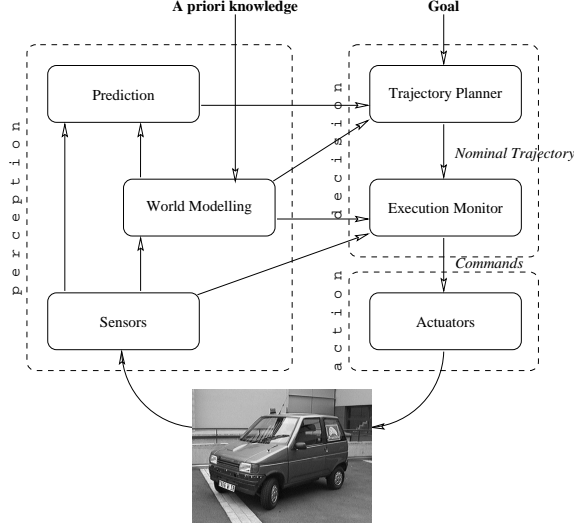 A priori knowledge
Goal
Prediction
Trajectory Planner
Nominal Trajectory
World Modelling
Execution Monitor
Commands
Sensors
Actuators
perception
decision
action